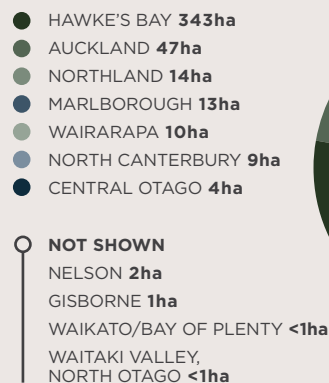 HAWKE'S BAY 343ha
AUCKLAND 47ha
NORTHLAND 14ha
MARLBOROUGH 13ha
WAIRARAPA 10ha
NORTH CANTERBURY 9ha
CENTRAL OTAGO 4ha
NOT SHOWN
NELSON 2ha
GISBORNE 1ha
WAIKATO/BAY OF PLENTY <1ha
WAITAKI VALLEY,
NORTH OTAGO <1ha